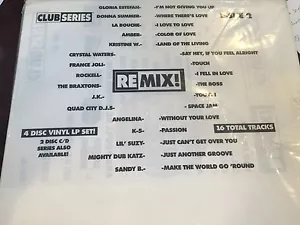 CLUB SERIES
GLORIA ESTEFAN- -I'M NOT GIVING YOU UP
DONNA SUMMER- -WHERE THERE'S LOVE
LA BOUCHE- -I LOVE TO LOVE
AMBER- -COLOR OF LOVE
KRISTINE W.- -LAND OF THE LIVING
CRYSTAL WATERS- -SAY HEY, IF YOU FEEL ALRIGHT
FRANCE JOLI- -TOUCH
ROCKELL- -I FELL IN LOVE
THE BRAXTONS- REMIX! -THE BOSS
J.K.-
QUAD CITY D.J.S- -SPACE JAM
ANGELINA- -WITHOUT YOUR LOVE
4 DISC VINYL LP SET! K-5- -PASSION 16 TOTAL TRACKS
2 DISC C/D LIL' SUZY- -JUST CAN'T GET OVER YOU
SERIES ALSO
AVAILABLE! MIGHTY DUB KATZ- -JUST ANOTHER GROOVE
SANDY B.- -MAKE THE WORLD GO 'ROUND